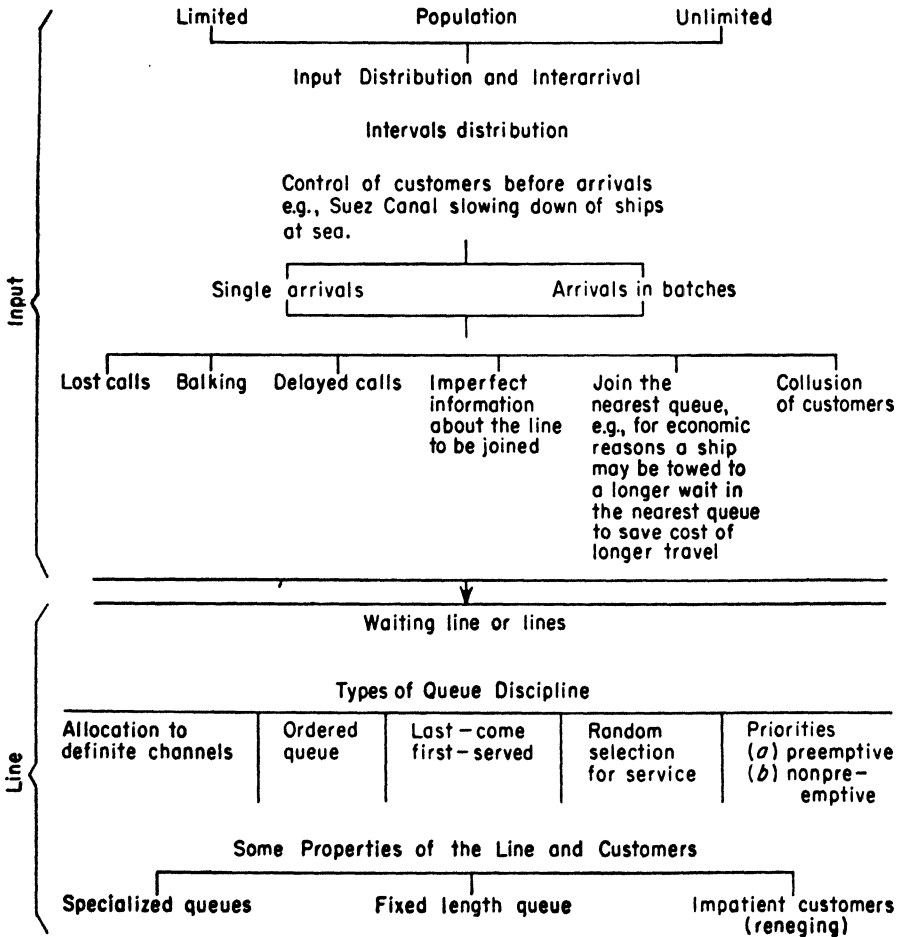 Limited Population Unlimited
Input Distribution and Interarrival
Intervals distribution
Control of customers before arrivals
e.g., Suez Canal slowing down of ships
at sea.
Single arrivals
Arrivals in batches
Input
Lost calls
Balking
Delayed calls
Imperfect
information
about the line
to be joined
Join the
nearest queue,
e.g., for economic
reasons a ship
may be towed to
a longer wait in
the nearest queue
to save cost of
longer travel
Collusion
of customers
Waiting line or lines
Types of Queue Discipline
Line
Allocation to
definite channels
Ordered
queue
Last-come
first-served
Random
selection
for service
Priorities
(a) preemptive
(b) nonpre-
emptive
Some Properties of the Line and Customers
Specialized queues
Fixed length queue
Impatient customers
(reneging)